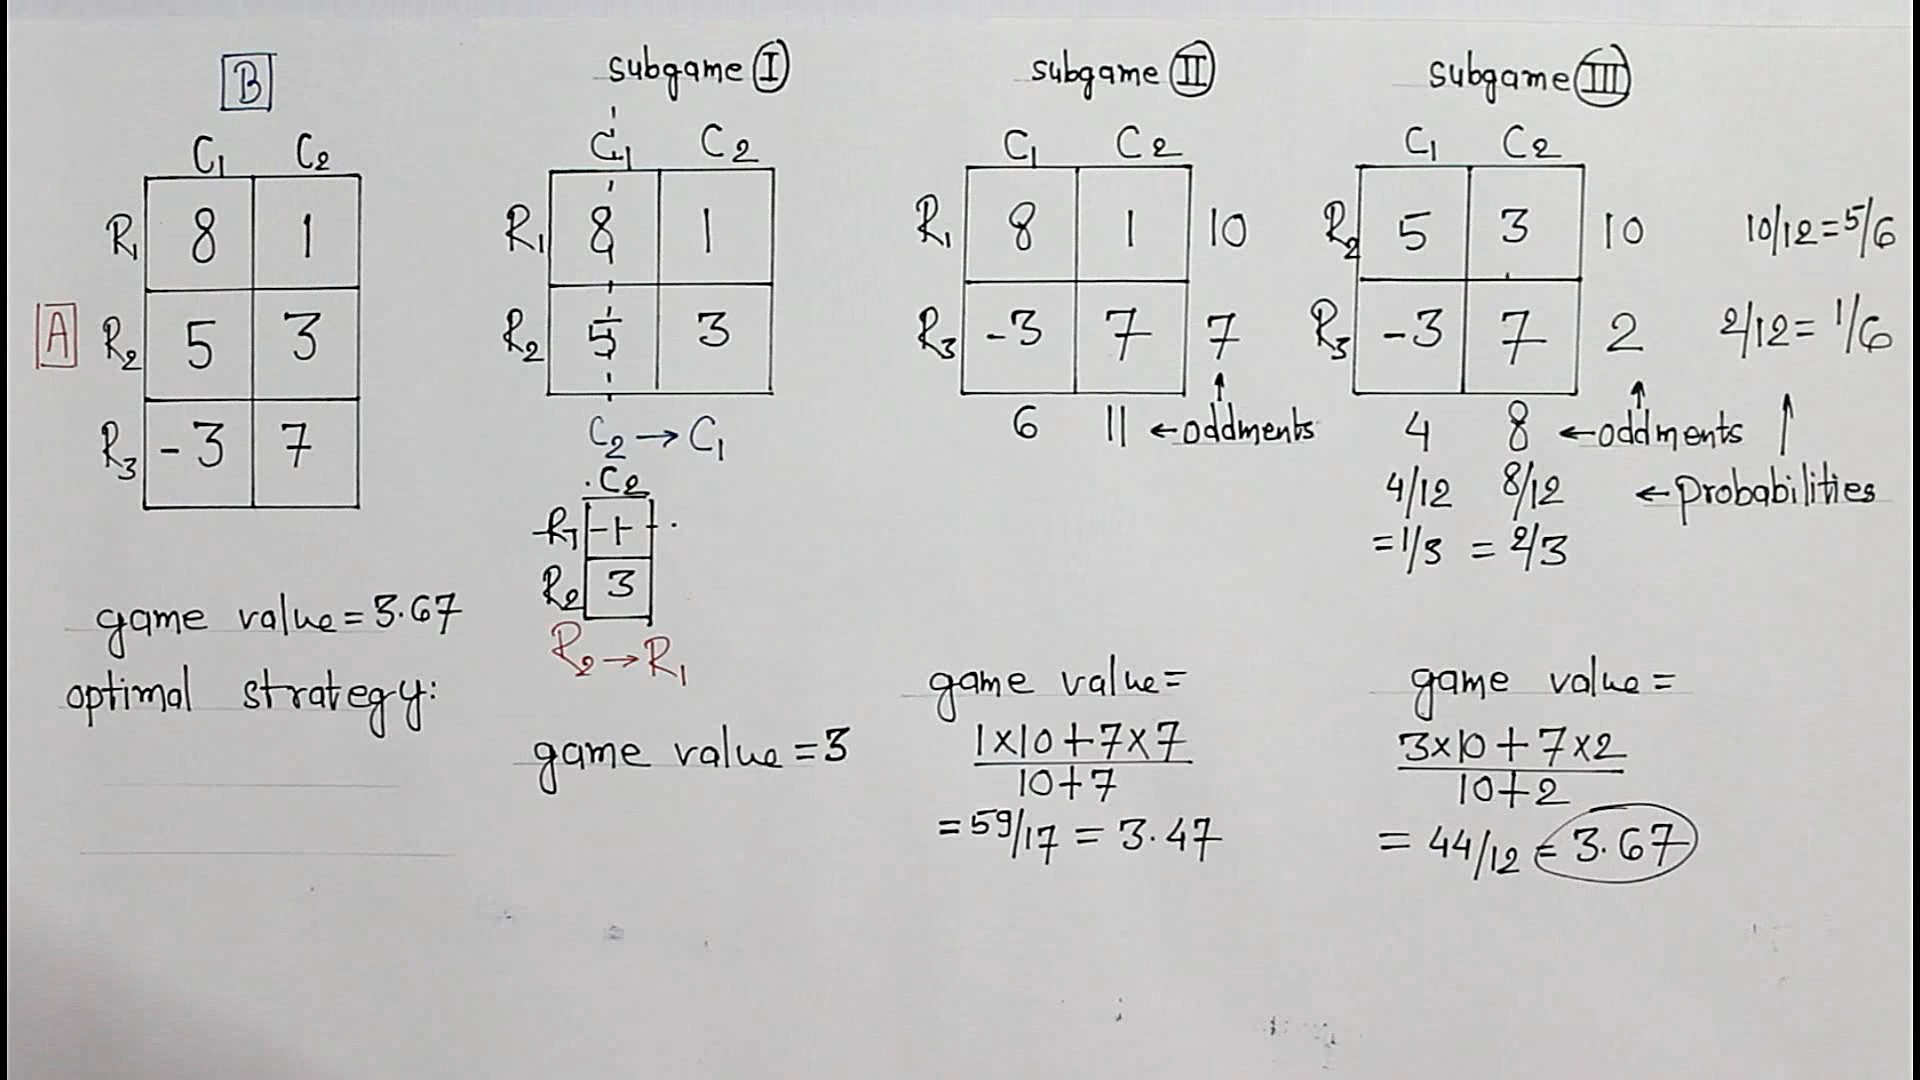 B
C1 C2
R1 8 1
A R2 5 3
R3 -3 7
game value = 3.67
optimal strategy:
subgame I
C1 C2
R1 8 1
R2 5 3
C2 → C1
C2
R1 1
R2 3
R2 → R1
game value = 3
subgame II
C1 C2
R1 8 1 10
R3 -3 7 7
6 11 ← oddments
game value =
1×10 + 7×7
10+7
= 59/17 = 3.47
subgame III
C1 C2
R2 5 3 10 10/12 = 5/6
R3 -3 7 2 2/12 = 1/6
4 8 ← oddments
4/12 8/12 ← probabilities
= 1/3 = 2/3
game value =
3×10 + 7×2
10+2
= 44/12 = 3.67